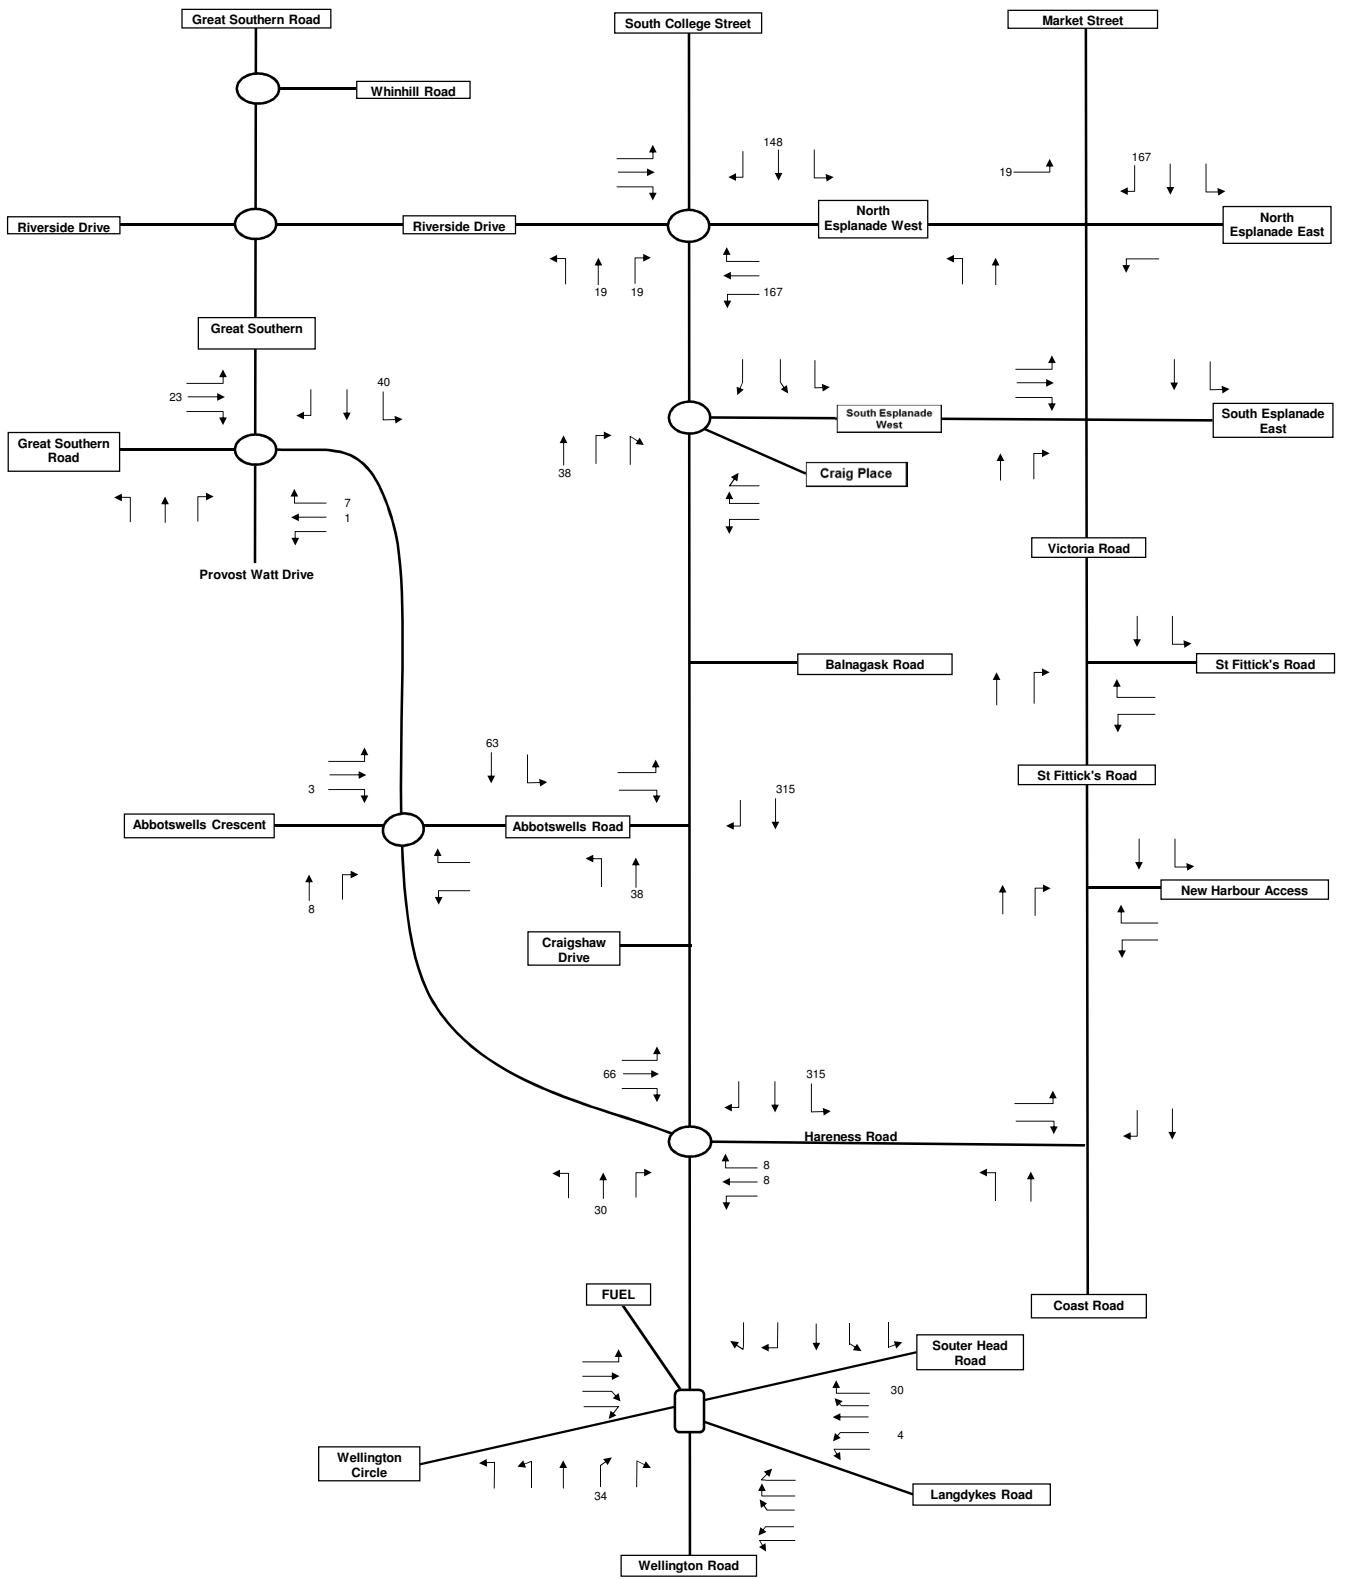 Great Southern Road
South College Street
Market Street
Whinhill Road
148
167
19
Riverside Drive
Riverside Drive
North
Esplanade West
North
Esplanade East
19
19
167
Great Southern
23
40
South Esplanade
West
South Esplanade
East
Great Southern
Road
38
Craig Place
7
1
Provost Watt Drive
Victoria Road
Balnagask Road
St Fittick's Road
63
3
St Fittick's Road
315
Abbotswells Crescent
Abbotswells Road
38
8
New Harbour Access
Craigshaw
Drive
66
315
Hareness Road
8
8
30
FUEL
Coast Road
Souter Head
Road
30
4
Wellington
Circle
34
Langdykes Road
Wellington Road